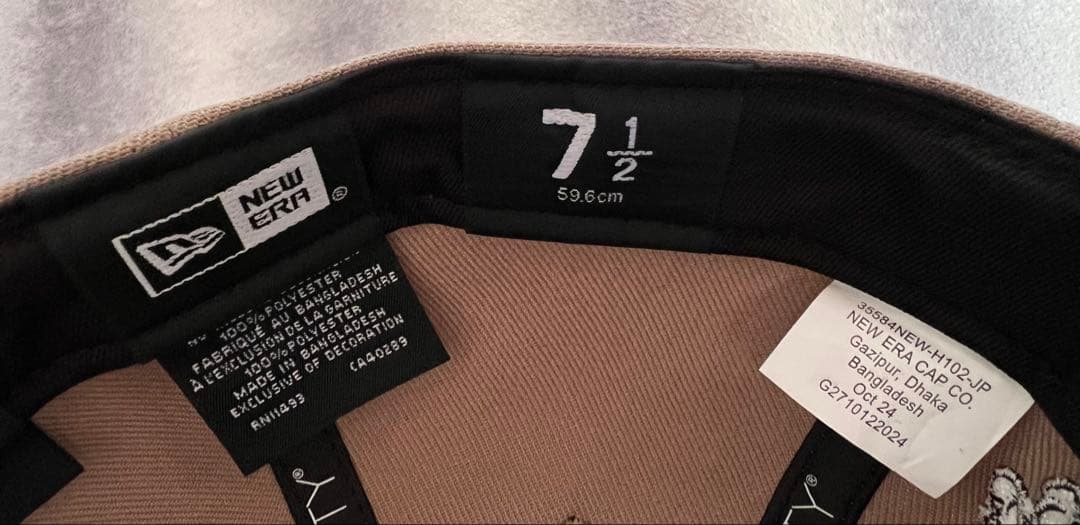 NEW
ERA
®
7 1/2
59.6cm
100% POLYESTER
FABRIQUÉ AU BANGLADESH
À L'EXCLUSION DE LA GARNITURE
100% POLYESTER
MADE IN BANGLADESH
EXCLUSIVE OF DECORATION
RN11493
CA40289
35584NEW-H102-JP
NEW ERA CAP CO.
Gazipur, Dhaka
Bangladesh
Oct 24
G2710122024
TY®
TY®